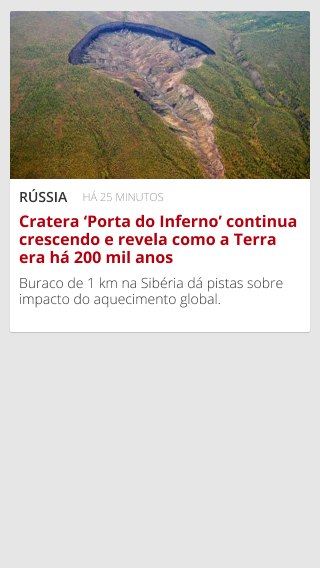 RÚSSIA HÁ 25 MINUTOS
Cratera ‘Porta do Inferno’ continua
crescendo e revela como a Terra
era há 200 mil anos
Buraco de 1 km na Sibéria dá pistas sobre
impacto do aquecimento global.